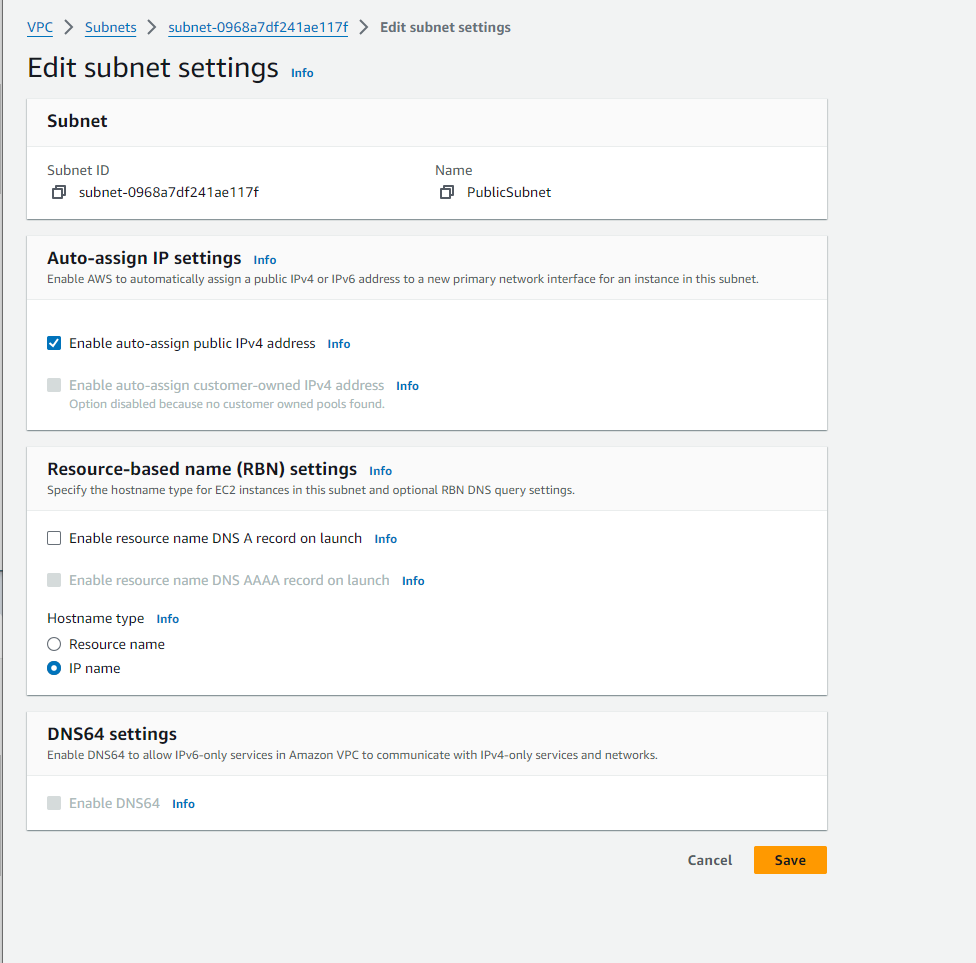 VPC > Subnets > subnet-0968a7df241ae117f > Edit subnet settings
Edit subnet settings Info
Subnet
Subnet ID Name
subnet-0968a7df241ae117f PublicSubnet
Auto-assign IP settings Info
Enable AWS to automatically assign a public IPv4 or IPv6 address to a new primary network interface for an instance in this subnet.
Enable auto-assign public IPv4 address Info
Enable auto-assign customer-owned IPv4 address Info
Option disabled because no customer owned pools found.
Resource-based name (RBN) settings Info
Specify the hostname type for EC2 instances in this subnet and optional RBN DNS query settings.
Enable resource name DNS A record on launch Info
Enable resource name DNS AAAA record on launch Info
Hostname type Info
Resource name
IP name
DNS64 settings
Enable DNS64 to allow IPv6-only services in Amazon VPC to communicate with IPv4-only services and networks.
Enable DNS64 Info
Cancel Save